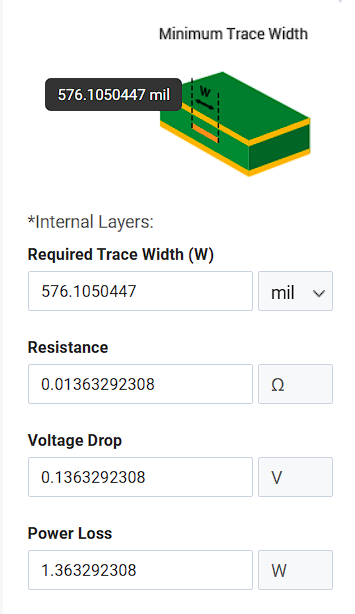 Minimum Trace Width
576.1050447 mil
W
*Internal Layers:
Required Trace Width (W)
576.1050447 mil
Resistance
0.01363292308 Ω
Voltage Drop
0.1363292308 V
Power Loss
1.363292308 W